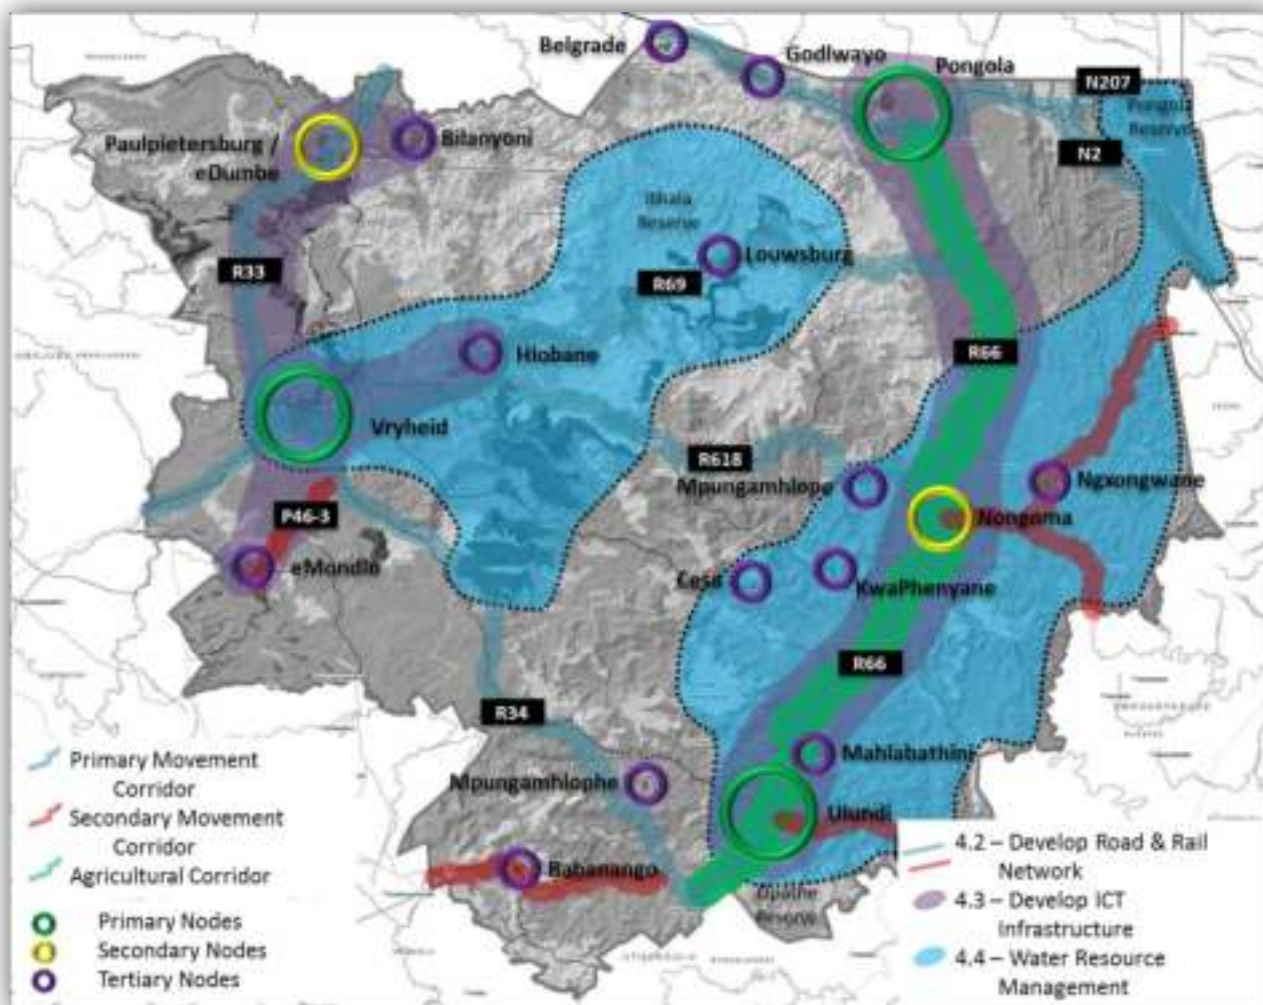 Belgrade
Godlwayo
Pongola
N207
Pongola
Reserve
Paulpietersburg /
eDumbe
Bilanyoni
N2
Ithala
Reserve
Louwsburg
R33
R69
Hlobane
R66
Vryheid
R618
Mpungamhlope
Ngxongwane
P46-3
Nongoma
eMondlo
Ceso
KwaPhenyane
R66
R34
Mahlabathini
Mpungamhlophe
Ulundi
Babanango
Opathe
Reserve
Primary Movement
Corridor
Secondary Movement
Corridor
Agricultural Corridor
Primary Nodes
Secondary Nodes
Tertiary Nodes
4.2 – Develop Road & Rail
Network
4.3 – Develop ICT
Infrastructure
4.4 – Water Resource
Management